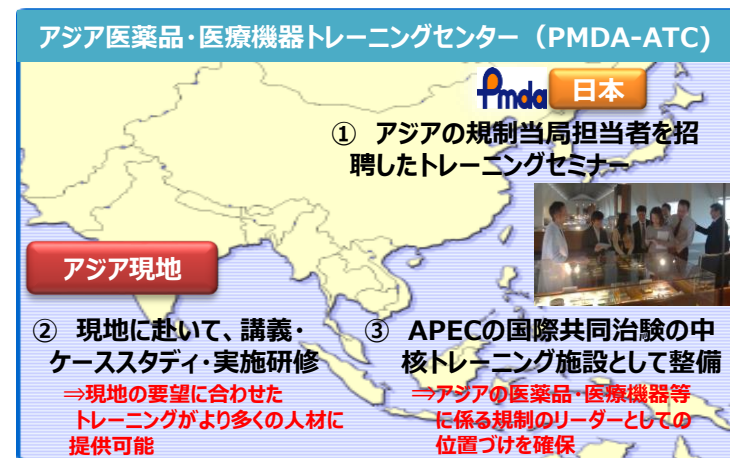 アジア医薬品・医療機器トレーニングセンター（PMDA-ATC)
Pmda
日本
① アジアの規制当局担当者を招
聘したトレーニングセミナー
アジア現地
② 現地に赴いて、講義・
ケーススタディ・実施研修
⇒現地の要望に合わせた
トレーニングがより多くの人材に
提供可能
③ APECの国際共同治験の中
核トレーニング施設として整備
⇒アジアの医薬品・医療機器等
に係る規制のリーダーとしての
位置づけを確保